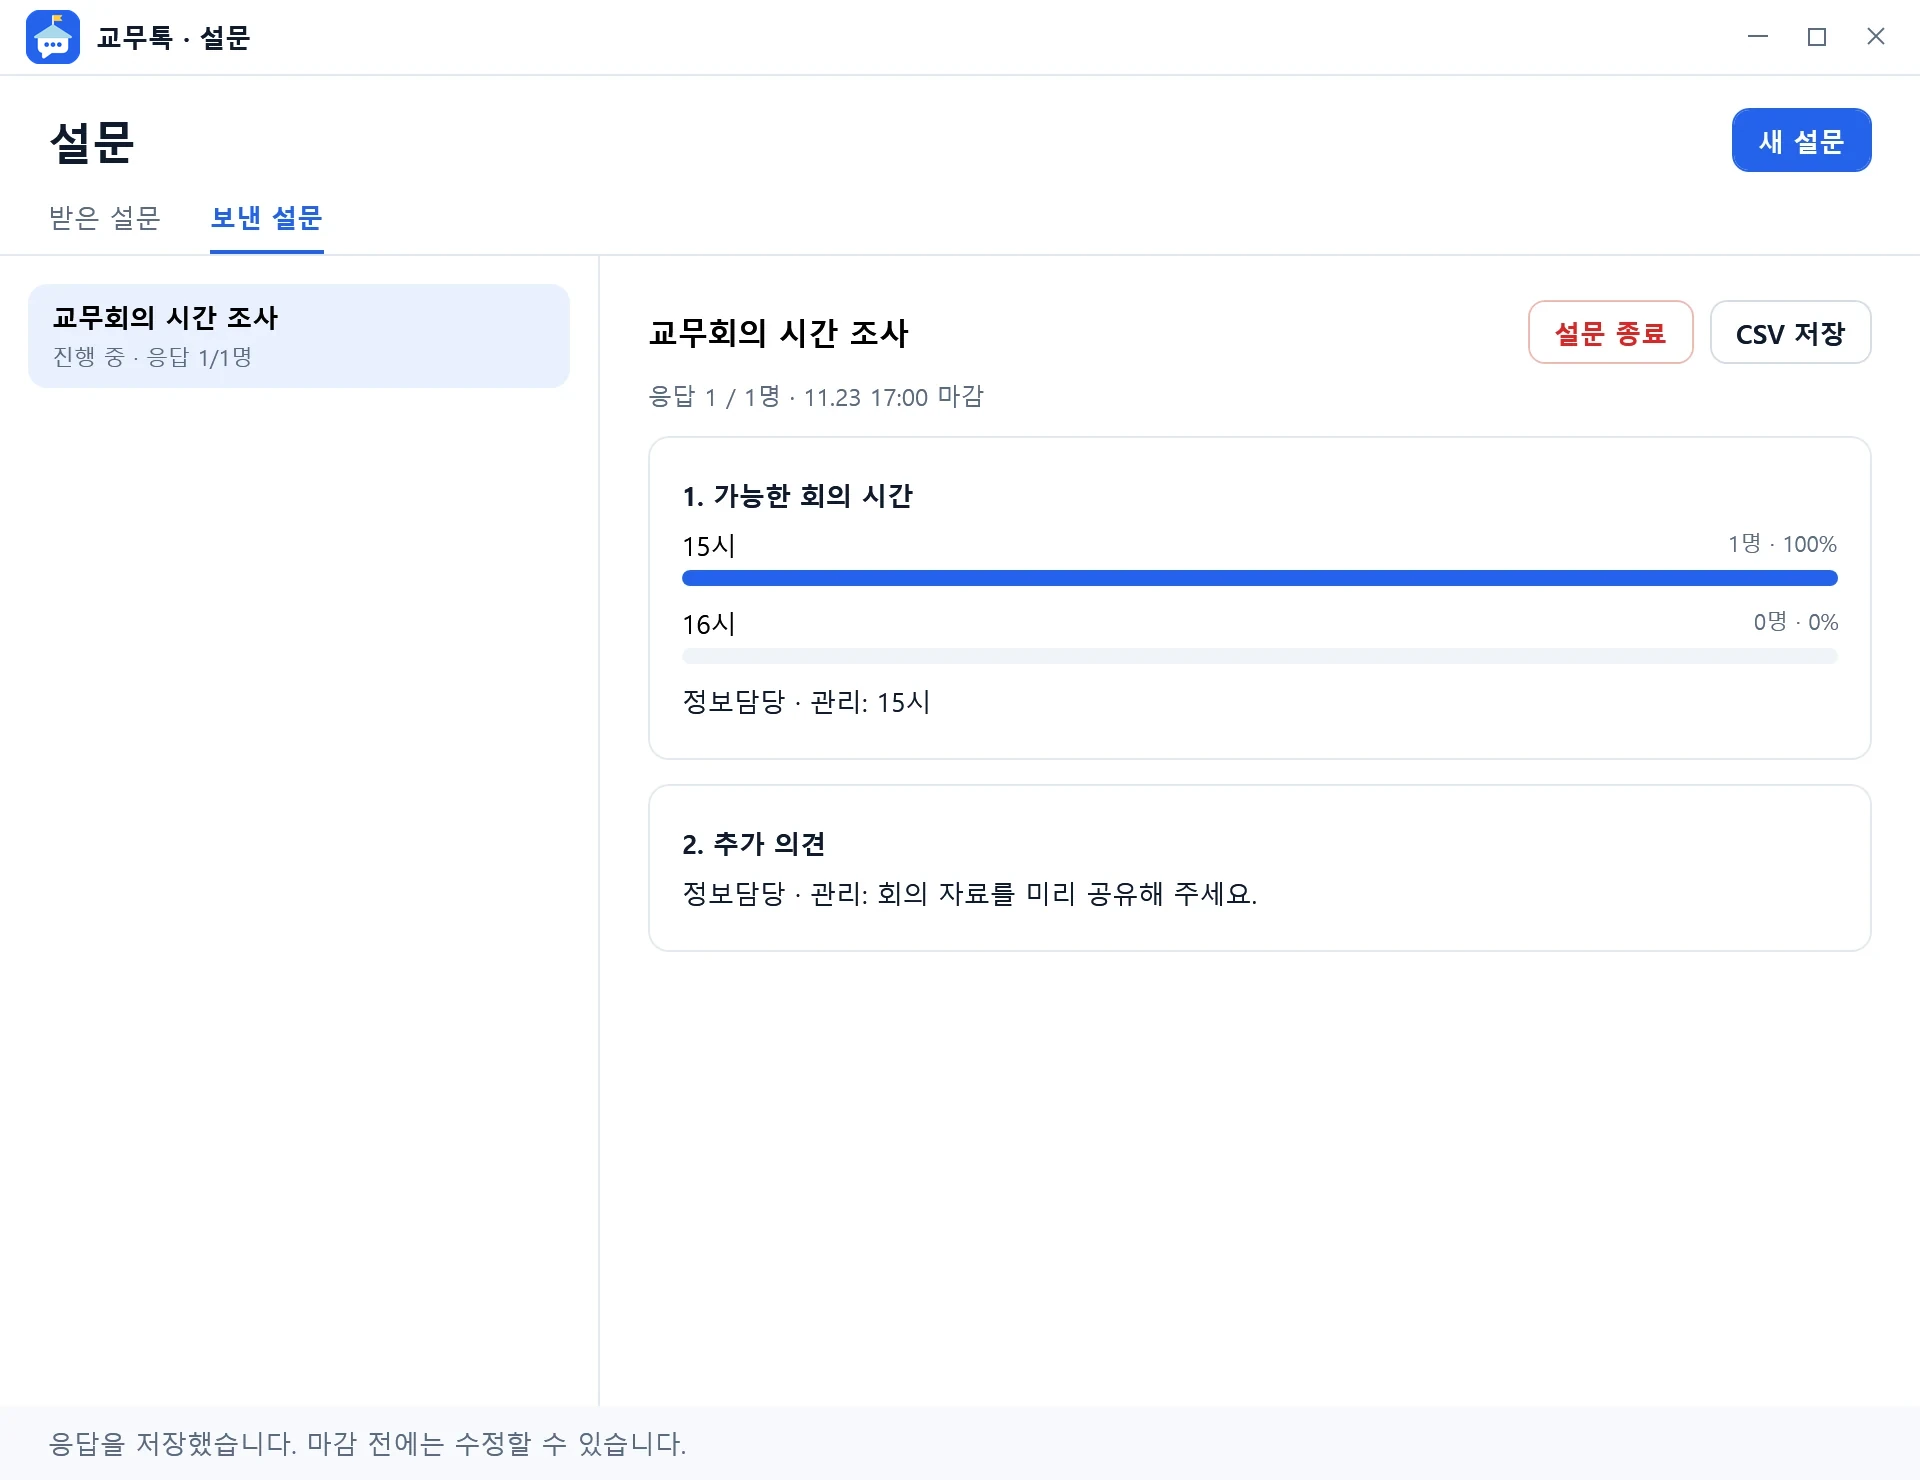 교무톡 · 설문
설문
새 설문
받은 설문
보낸 설문
교무회의 시간 조사
진행 중 · 응답 1/1명
교무회의 시간 조사
설문 종료
CSV 저장
응답 1 / 1명 · 11.23 17:00 마감
1. 가능한 회의 시간
15시
1명 · 100%
16시
0명 · 0%
정보담당 · 관리: 15시
2. 추가 의견
정보담당 · 관리: 회의 자료를 미리 공유해 주세요.
응답을 저장했습니다. 마감 전에는 수정할 수 있습니다.